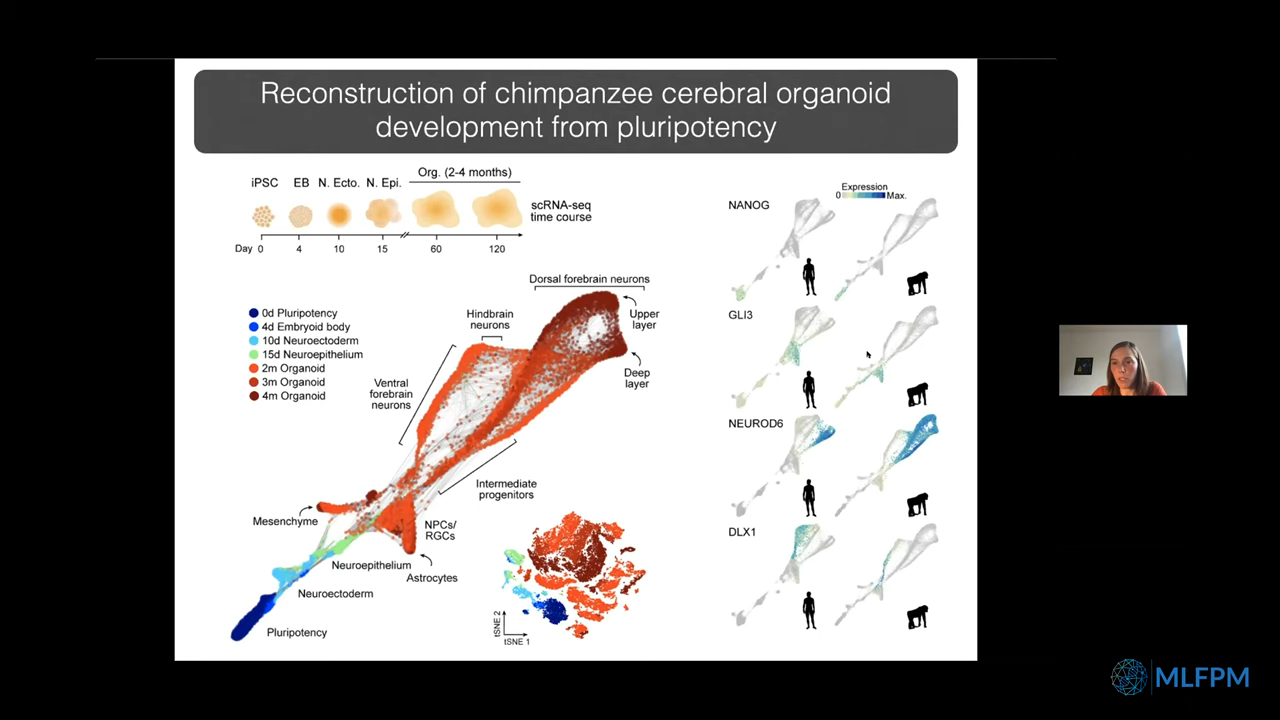 Reconstruction of chimpanzee cerebral organoid
development from pluripotency
Org. (2-4 months)
iPSC EB N. Ecto. N. Epi.
scRNA-seq
time course
Day 0 4 10 15 60 120
0d Pluripotency
4d Embryoid body
10d Neuroectoderm
15d Neuroepithelium
2m Organoid
3m Organoid
4m Organoid
Dorsal forebrain neurons
Hindbrain
neurons
Upper
layer
Deep
layer
Ventral
forebrain
neurons
Intermediate
progenitors
Mesenchyme
NPCs/
RGCs
Neuroepithelium
Astrocytes
Neuroectoderm
Pluripotency
tSNE 2
tSNE 1
Expression
0 Max.
NANOG
GLI3
NEUROD6
DLX1
MLFPM